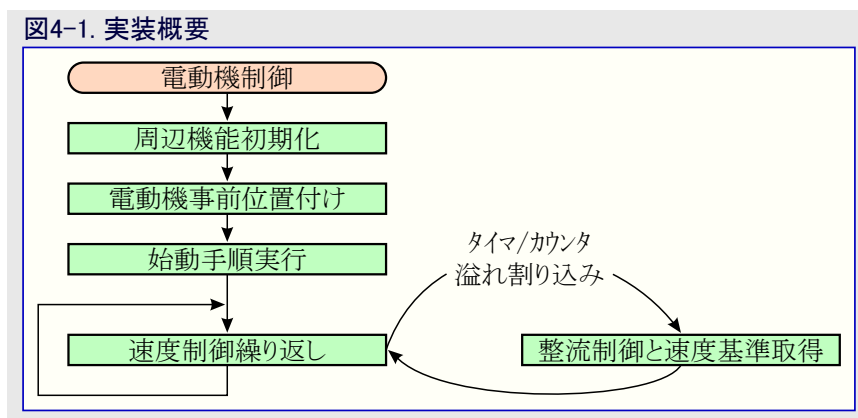 図4-1. 実装概要
電動機制御
周辺機能初期化
電動機事前位置付け
始動手順実行
タイマ/カウンタ
溢れ割り込み
速度制御繰り返し
整流制御と速度基準取得